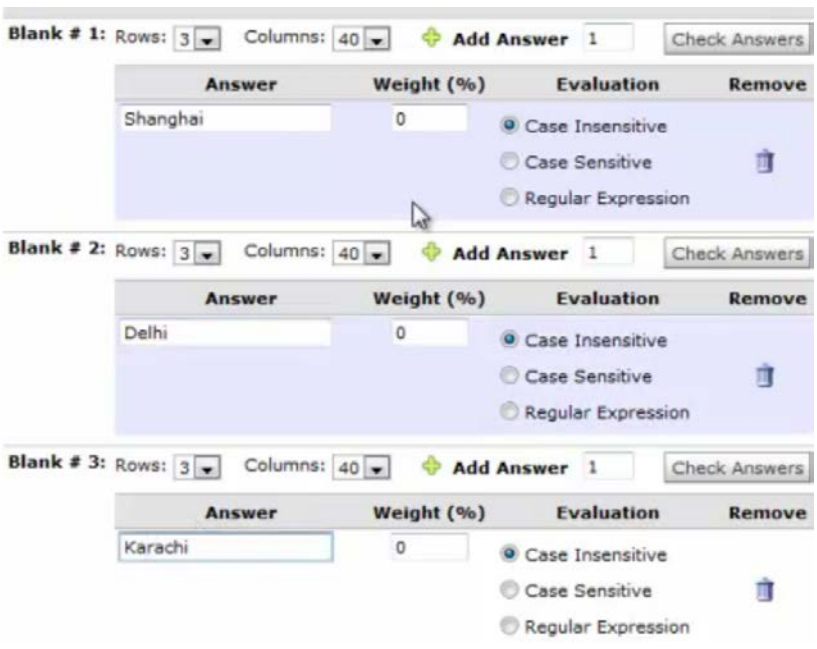 Blank # 1: Rows: 3 Columns: 40 Add Answer 1 Check Answers
Answer Weight (%) Evaluation Remove
Shanghai 0 Case Insensitive
Case Sensitive
Regular Expression
Blank # 2: Rows: 3 Columns: 40 Add Answer 1 Check Answers
Answer Weight (%) Evaluation Remove
Delhi 0 Case Insensitive
Case Sensitive
Regular Expression
Blank # 3: Rows: 3 Columns: 40 Add Answer 1 Check Answers
Answer Weight (%) Evaluation Remove
Karachi 0 Case Insensitive
Case Sensitive
Regular Expression